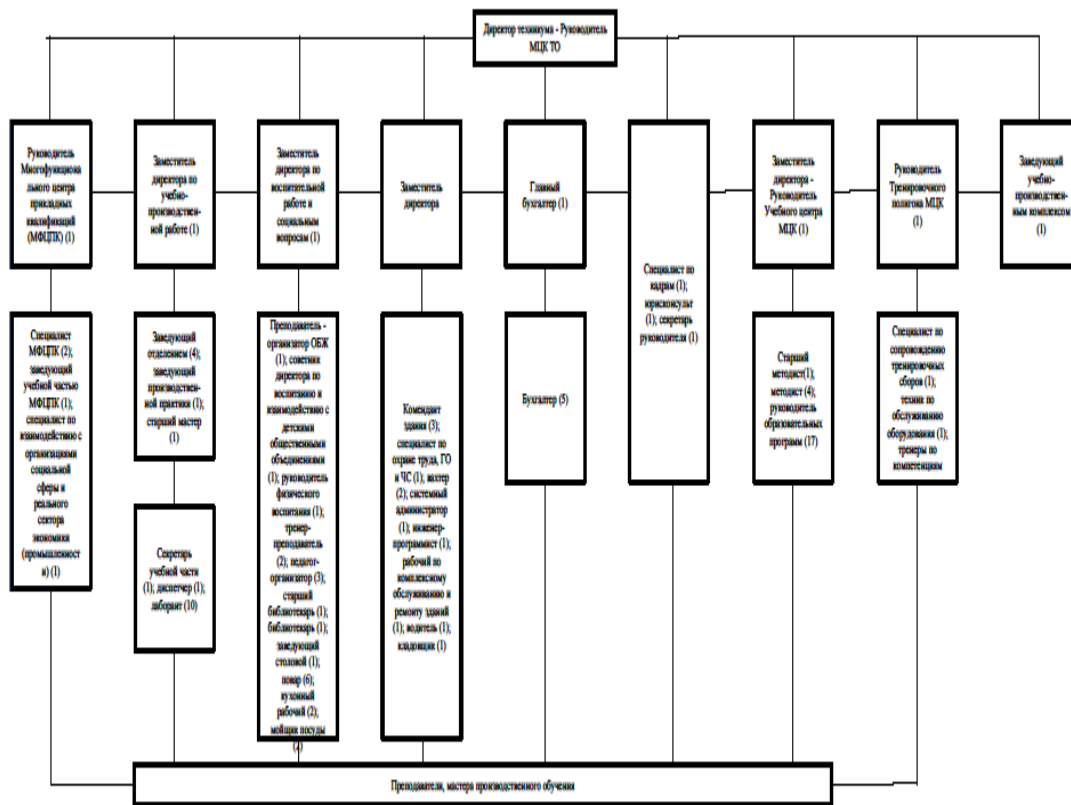 Директор техникума - Руководитель
МЦК ТО
Руководитель
Многофункциона
льного центра
прикладных
квалификаций
(МФЦПК) (1)
Заместитель
директора по
учебно-
производствен-
ной работе (1)
Заместитель
директора по
воспитательной
работе и
социальным
вопросам (1)
Заместитель
директора
Главный
бухгалтер (1)
Специалист по
кадрам (1);
юрисконсульт
(1); секретарь
руководителя (1)
Заместитель
директора -
Руководитель
Учебного центра
МЦК (1)
Руководитель
Тренировочного
полигона МЦК
(1)
Заведующий
учебно-
производствен-
ным комплексом
(1)
Специалист
МФЦПК (2);
заведующий
учебной частью
МФЦПК (1);
специалист по
взаимодействию с
организациями
социальной
сферы и
реального
сектора
экономики
(промышленност
и) (1)
Заведующий
отделением (4);
заведующий
производствен-
ной практики (1);
старший мастер
(1)
Секретарь
учебной части
(1); диспетчер (1);
лаборант (10)
Преподаватель -
организатор ОБЖ
(1); советник
директора по
воспитанию и
взаимодействию с
детскими
общественными
объединениями
(1); руководитель
физического
воспитания (1);
тренер-
преподаватель
(2); педагог-
организатор (3);
старший
библиотекарь (1);
библиотекарь (1);
заведующий
столовой (1);
повар (6);
кухонный
рабочий (2);
мойщик посуды
(2)
Комендант
здания (3);
специалист по
охране труда, ГО
и ЧС (1); вахтер
(2); системный
администратор
(1); инженер-
программист (1);
рабочий по
комплексному
обслуживанию и
ремонту зданий
(1); водитель (1);
кладовщик (1)
Бухгалтер (5)
Старший
методист(1);
методист (4);
руководитель
образовательных
программ (17)
Специалист по
сопровождению
тренировочных
сборов (1);
техник по
обслуживанию
оборудования (1);
тренеры по
компетенциям
Преподаватели, мастера производственного обучения